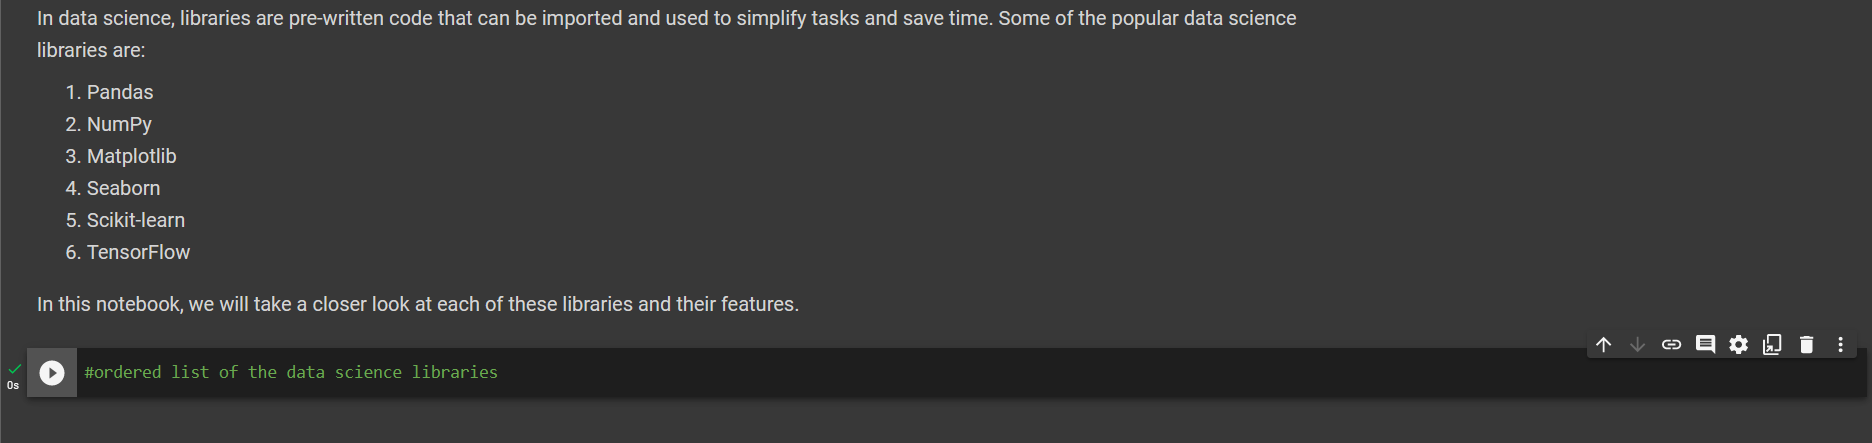 In data science, libraries are pre-written code that can be imported and used to simplify tasks and save time. Some of the popular data science
libraries are:
1. Pandas
2. NumPy
3. Matplotlib
4. Seaborn
5. Scikit-learn
6. TensorFlow
In this notebook, we will take a closer look at each of these libraries and their features.
#ordered list of the data science libraries
0s